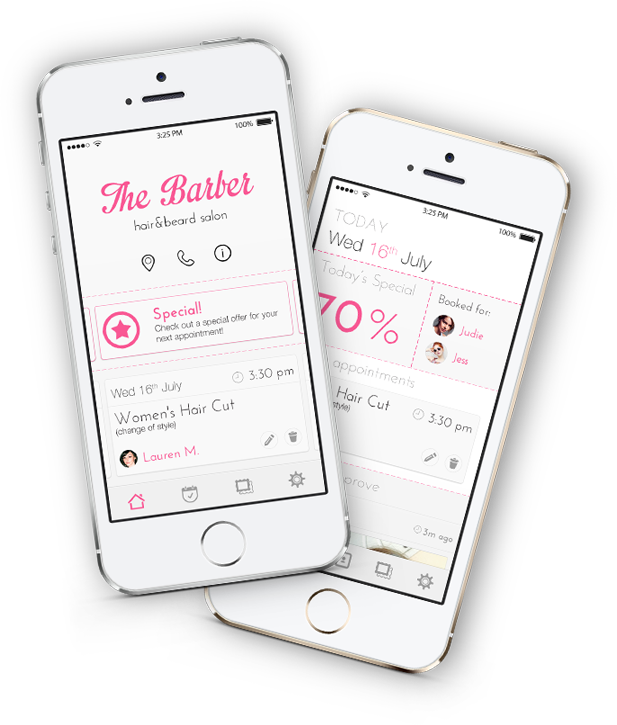 3:25 PM
100%
The Barber
hair&beard salon
Special!
Check out a special offer for your
next appointment!
Wed 16th July
3:30 pm
Women's Hair Cut
(change of style)
Lauren M.
3:25 PM
100%
TODAY
Wed 16th July
Today's Special
70%
Booked for:
Judie
Jess
appointments
Hair Cut
3:30 pm
style)
3m ago